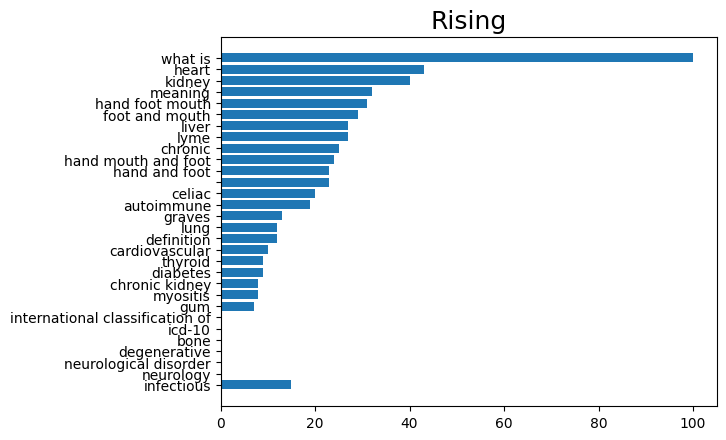 Rising
what is
heart
kidney
meaning
hand foot mouth
foot and mouth
liver
lyme
chronic
hand mouth and foot
hand and foot
celiac
autoimmune
graves
lung
definition
cardiovascular
thyroid
diabetes
chronic kidney
myositis
gum
international classification of
icd-10
bone
degenerative
neurological disorder
neurology
infectious
0 20 40 60 80 100